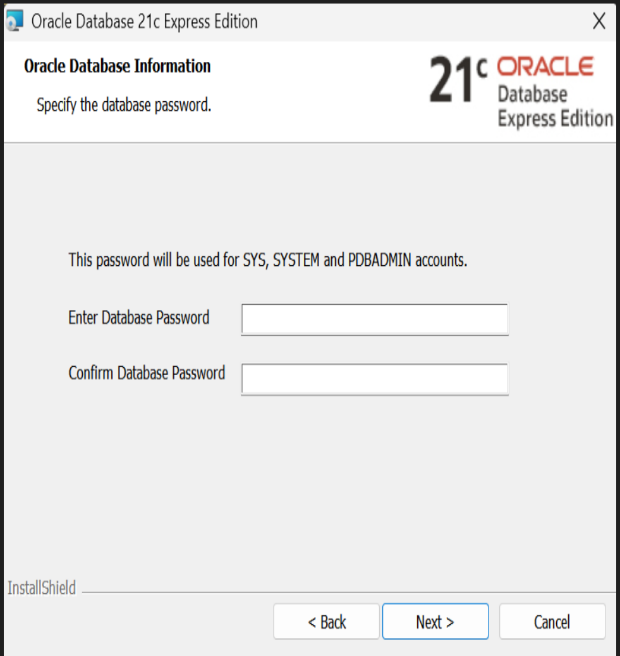 Oracle Database 21c Express Edition
X
Oracle Database Information
Specify the database password.
21c ORACLE
Database
Express Edition
This password will be used for SYS, SYSTEM and PDBADMIN accounts.
Enter Database Password
Confirm Database Password
InstallShield
< Back
Next >
Cancel